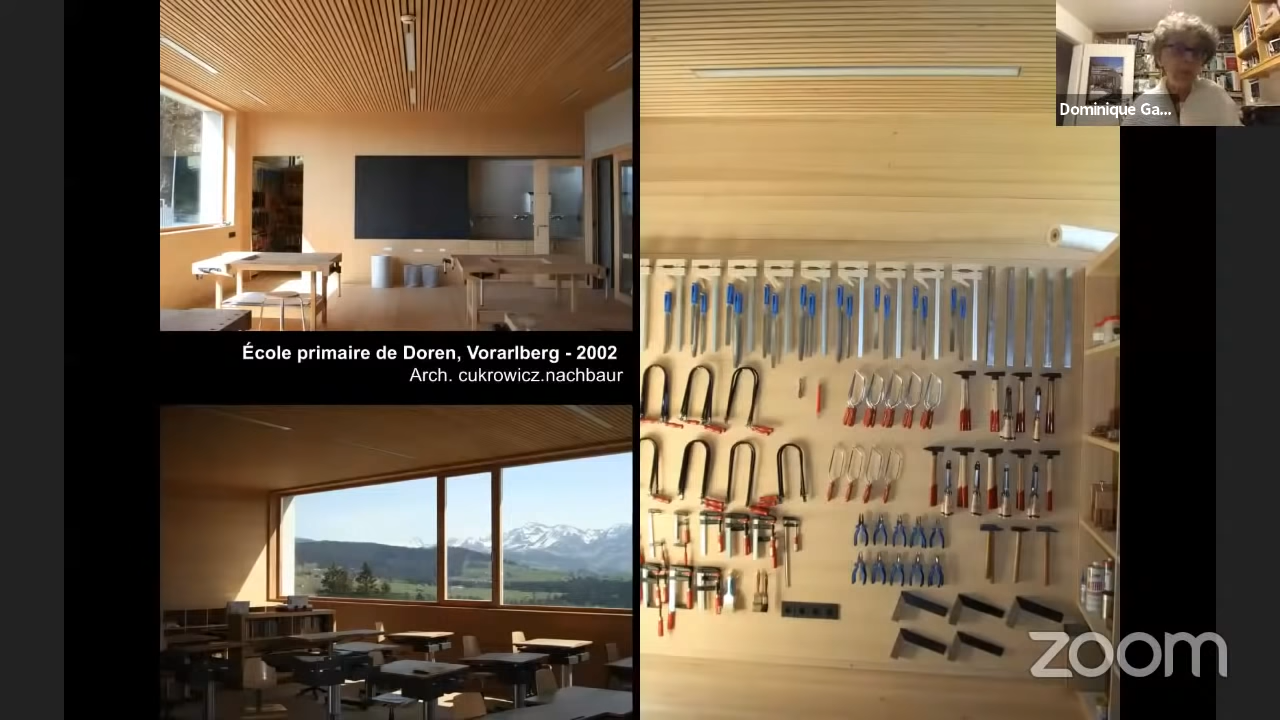 Dominique Ga...
École primaire de Doren, Vorarlberg - 2002
Arch. cukrowicz.nachbaur
zoom